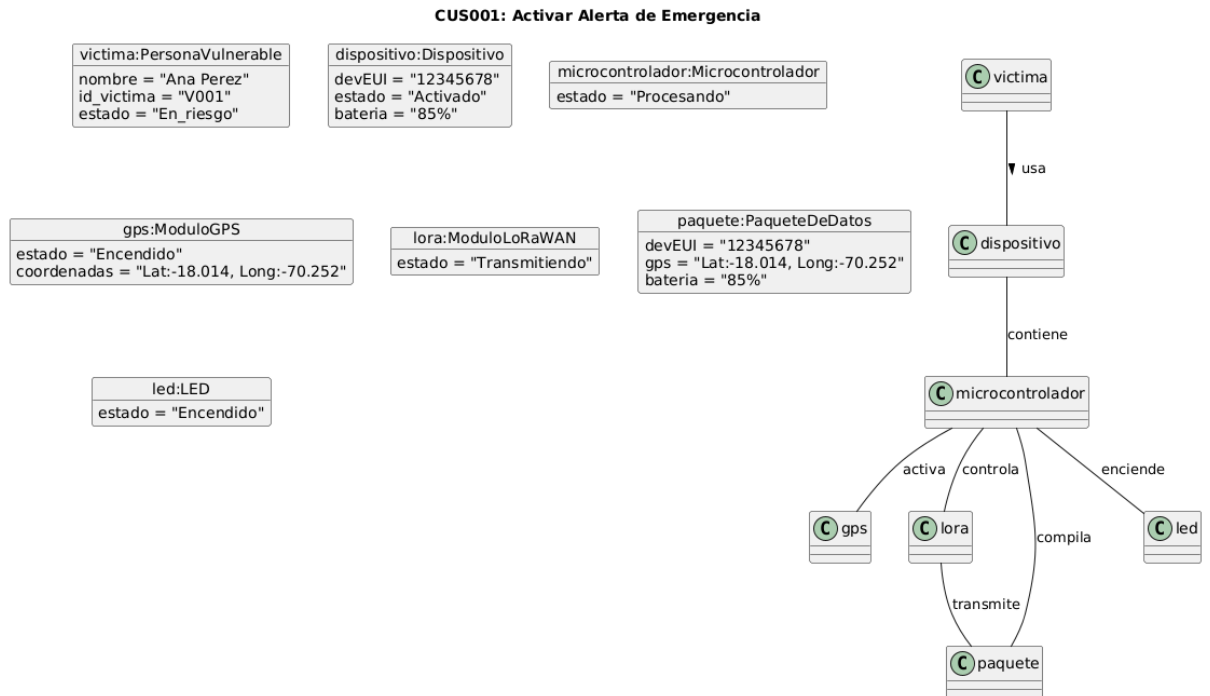 CUS001: Activar Alerta de Emergencia
victima:PersonaVulnerable
nombre = "Ana Perez"
id_victima = "V001"
estado = "En_riesgo"
dispositivo:Dispositivo
devEUI = "12345678"
estado = "Activado"
bateria = "85%"
microcontrolador:Microcontrolador
estado = "Procesando"
C victima
usa
gps:ModuloGPS
estado = "Encendido"
coordenadas = "Lat:-18.014, Long:-70.252"
lora:ModuloLoRaWAN
estado = "Transmitiendo"
paquete:PaqueteDeDatos
devEUI = "12345678"
gps = "Lat:-18.014, Long:-70.252"
bateria = "85%"
C dispositivo
contiene
led:LED
estado = "Encendido"
C microcontrolador
activa
controla
enciende
C gps
C lora
compila
C led
transmite
C paquete